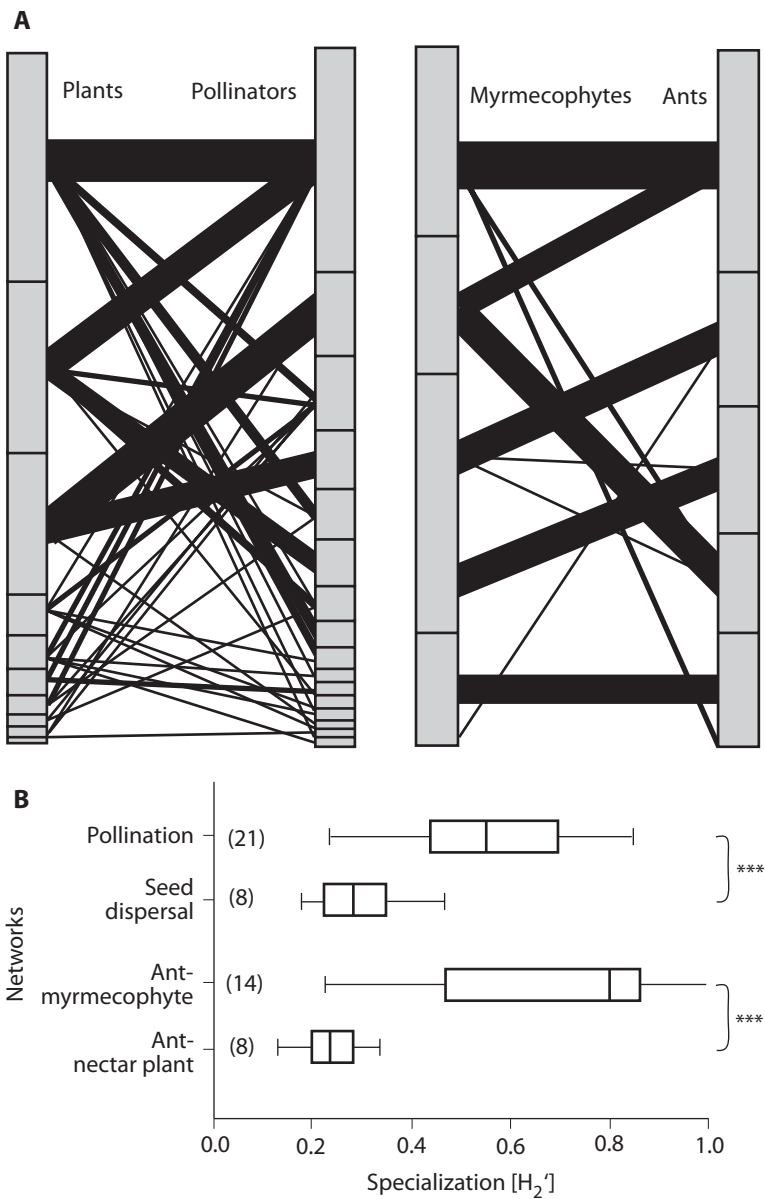 A
Plants Pollinators Myrmecophytes Ants
B
Pollination (21)
***
Seed
dispersal (8)
Networks
Ant-
myrmecophyte (14)
***
Ant-
nectar plant (8)
0.0 0.2 0.4 0.6 0.8 1.0
Specialization [H₂‘]